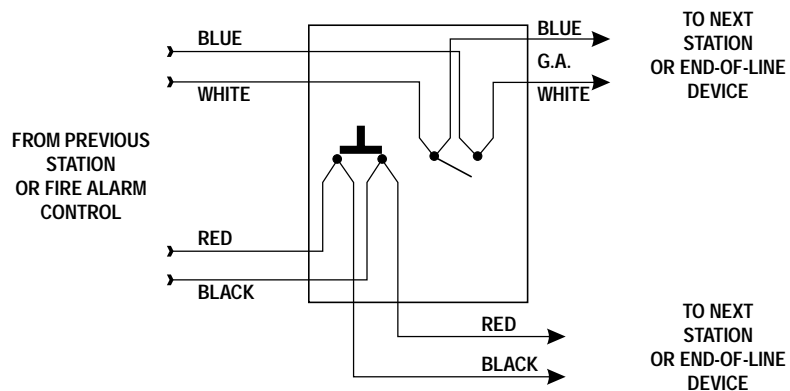 BLUE
WHITE
FROM PREVIOUS
STATION
OR FIRE ALARM
CONTROL
RED
BLACK
BLUE
G.A.
WHITE
TO NEXT
STATION
OR END-OF-LINE
DEVICE
RED
BLACK
TO NEXT
STATION
OR END-OF-LINE
DEVICE